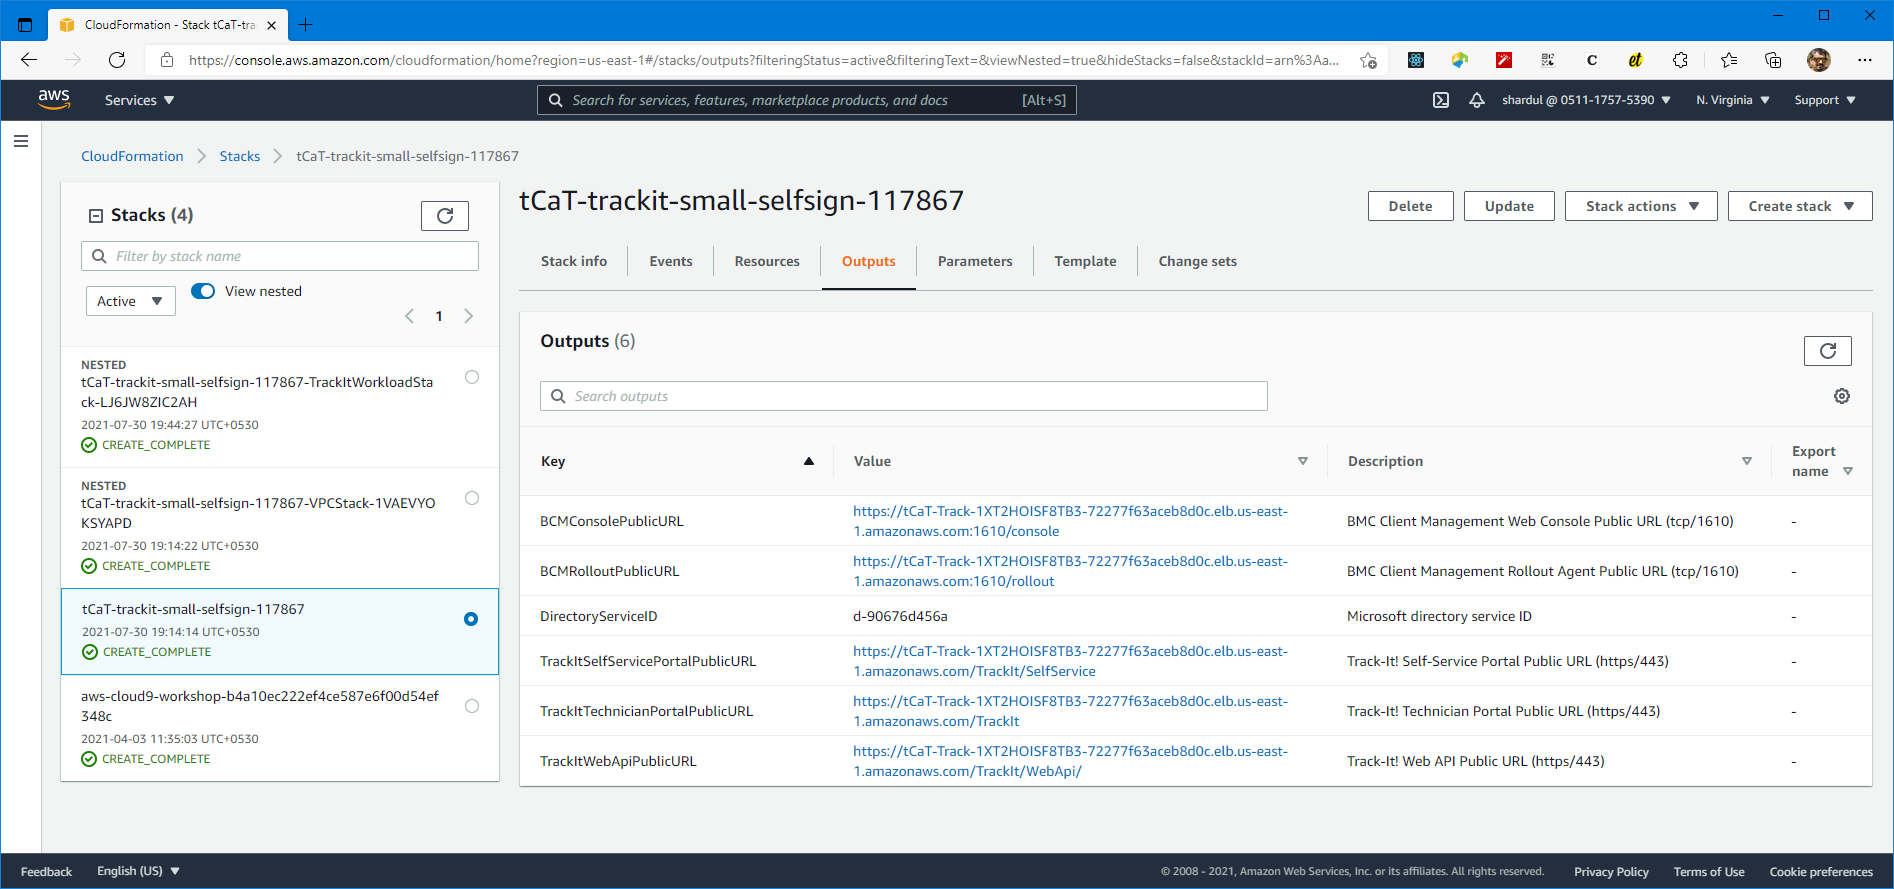 CloudFormation - Stack tCaT-tra
https://console.aws.amazon.com/cloudformation/home?region=us-east-1#/stacks/outputs?filteringStatus=active&filteringText=&viewNested=true&hideStacks=false&stackId=arn%3Aa...
aws
Services
Search for services, features, marketplace products, and docs [Alt+S]
shardul @ 0511-1757-5390
N. Virginia
Support
CloudFormation
Stacks
tCaT-trackit-small-selfsign-117867
Stacks (4)
Filter by stack name
Active
View nested
1
NESTED
tCaT-trackit-small-selfsign-117867-TrackItWorkloadSta
ck-LJ6JW8ZIC2AH
2021-07-30 19:44:27 UTC+0530
CREATE_COMPLETE
NESTED
tCaT-trackit-small-selfsign-117867-VPCStack-1VAEVYO
KSYAPD
2021-07-30 19:14:22 UTC+0530
CREATE_COMPLETE
tCaT-trackit-small-selfsign-117867
2021-07-30 19:14:14 UTC+0530
CREATE_COMPLETE
aws-cloud9-workshop-b4a10ec222ef4ce587e6f00d54ef
348c
2021-04-03 11:35:03 UTC+0530
CREATE_COMPLETE
tCaT-trackit-small-selfsign-117867
Delete
Update
Stack actions
Create stack
Stack info
Events
Resources
Outputs
Parameters
Template
Change sets
Outputs (6)
Search outputs
Key
Value
Description
Export
name
BCMConsolePublicURL
https://tCaT-Track-1XT2HOISF8TB3-72277f63aceb8d0c.elb.us-east-
1.amazonaws.com:1610/console
BMC Client Management Web Console Public URL (tcp/1610)
-
BCMRolloutPublicURL
https://tCaT-Track-1XT2HOISF8TB3-72277f63aceb8d0c.elb.us-east-
1.amazonaws.com:1610/rollout
BMC Client Management Rollout Agent Public URL (tcp/1610)
-
DirectoryServiceID
d-90676d456a
Microsoft directory service ID
-
TrackItSelfServicePortalPublicURL
https://tCaT-Track-1XT2HOISF8TB3-72277f63aceb8d0c.elb.us-east-
1.amazonaws.com/TrackIt/SelfService
Track-It! Self-Service Portal Public URL (https/443)
-
TrackItTechnicianPortalPublicURL
https://tCaT-Track-1XT2HOISF8TB3-72277f63aceb8d0c.elb.us-east-
1.amazonaws.com/TrackIt
Track-It! Technician Portal Public URL (https/443)
-
TrackItWebApiPublicURL
https://tCaT-Track-1XT2HOISF8TB3-72277f63aceb8d0c.elb.us-east-
1.amazonaws.com/TrackIt/WebApi/
Track-It! Web API Public URL (https/443)
-
Feedback
English (US)
© 2008 - 2021, Amazon Web Services, Inc. or its affiliates. All rights reserved.
Privacy Policy
Terms of Use
Cookie preferences